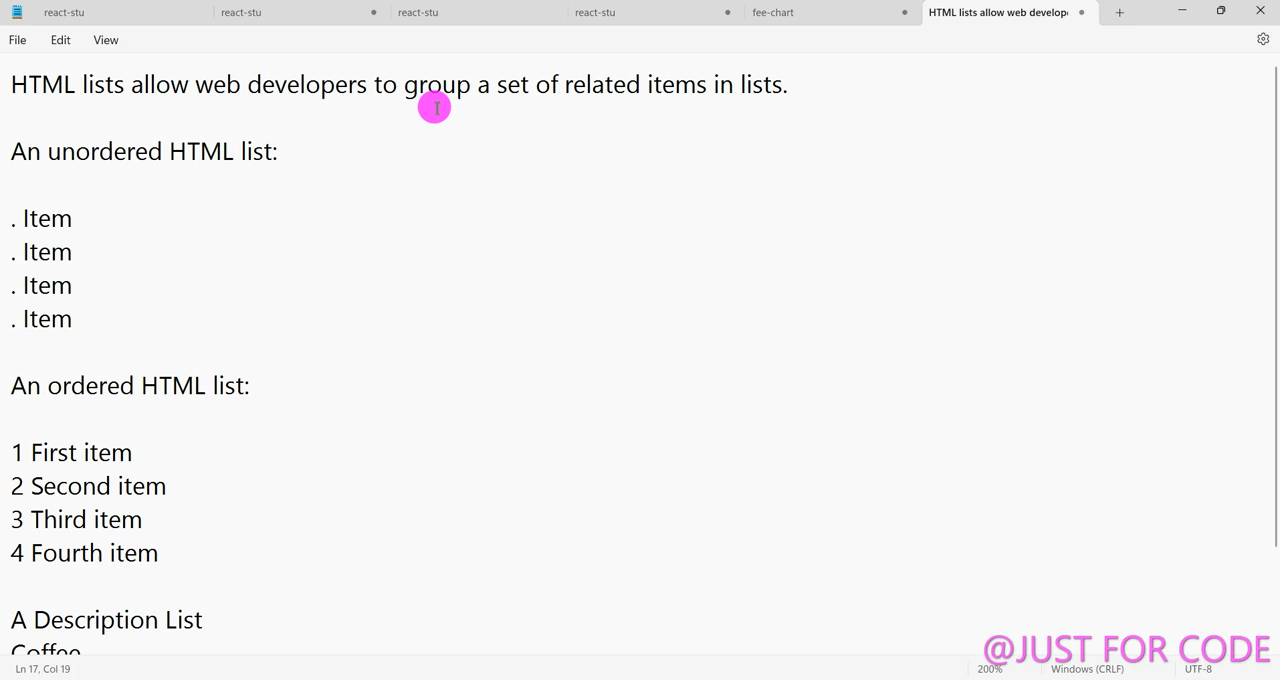 react-stu react-stu react-stu react-stu fee-chart HTML lists allow web develop
File Edit View
HTML lists allow web developers to group a set of related items in lists.
An unordered HTML list:
. Item
. Item
. Item
. Item
An ordered HTML list:
1 First item
2 Second item
3 Third item
4 Fourth item
A Description List
Coffee
@JUST FOR CODE
Ln 17, Col 19 200% Windows (CRLF) UTF-8